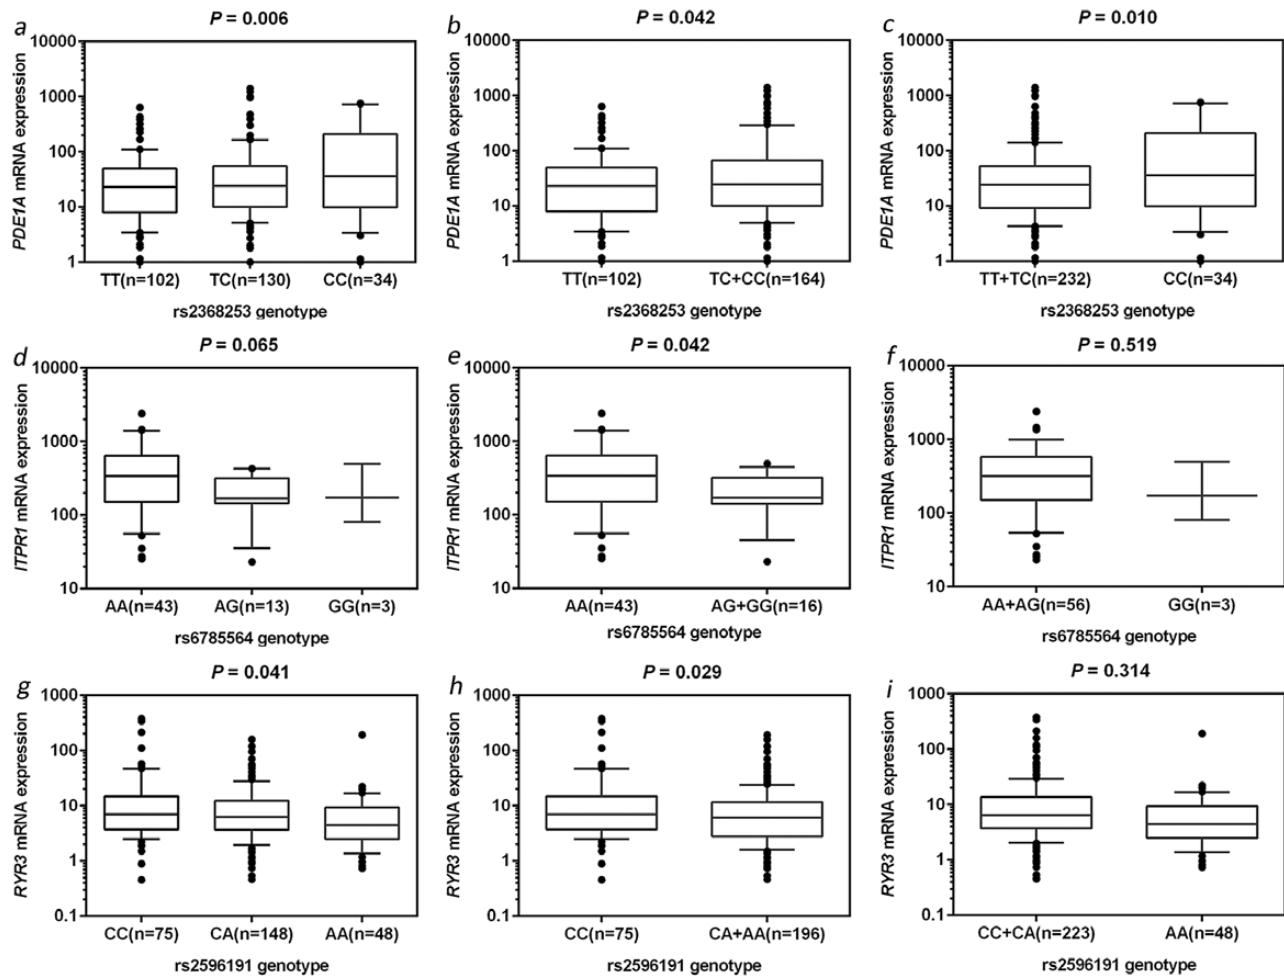 a
P = 0.006
PDE1A mRNA expression
10000
1000
100
10
1
TT(n=102) TC(n=130) CC(n=34)
rs2368253 genotype
b
P = 0.042
PDE1A mRNA expression
10000
1000
100
10
1
TT(n=102) TC+CC(n=164)
rs2368253 genotype
c
P = 0.010
PDE1A mRNA expression
10000
1000
100
10
1
TT+TC(n=232) CC(n=34)
rs2368253 genotype
d
P = 0.065
ITPR1 mRNA expression
10000
1000
100
10
AA(n=43) AG(n=13) GG(n=3)
rs6785564 genotype
e
P = 0.042
ITPR1 mRNA expression
10000
1000
100
10
AA(n=43) AG+GG(n=16)
rs6785564 genotype
f
P = 0.519
ITPR1 mRNA expression
10000
1000
100
10
AA+AG(n=56) GG(n=3)
rs6785564 genotype
g
P = 0.041
RYR3 mRNA expression
1000
100
10
1
0.1
CC(n=75) CA(n=148) AA(n=48)
rs2596191 genotype
h
P = 0.029
RYR3 mRNA expression
1000
100
10
1
0.1
CC(n=75) CA+AA(n=196)
rs2596191 genotype
i
P = 0.314
RYR3 mRNA expression
1000
100
10
1
0.1
CC+CA(n=223) AA(n=48)
rs2596191 genotype